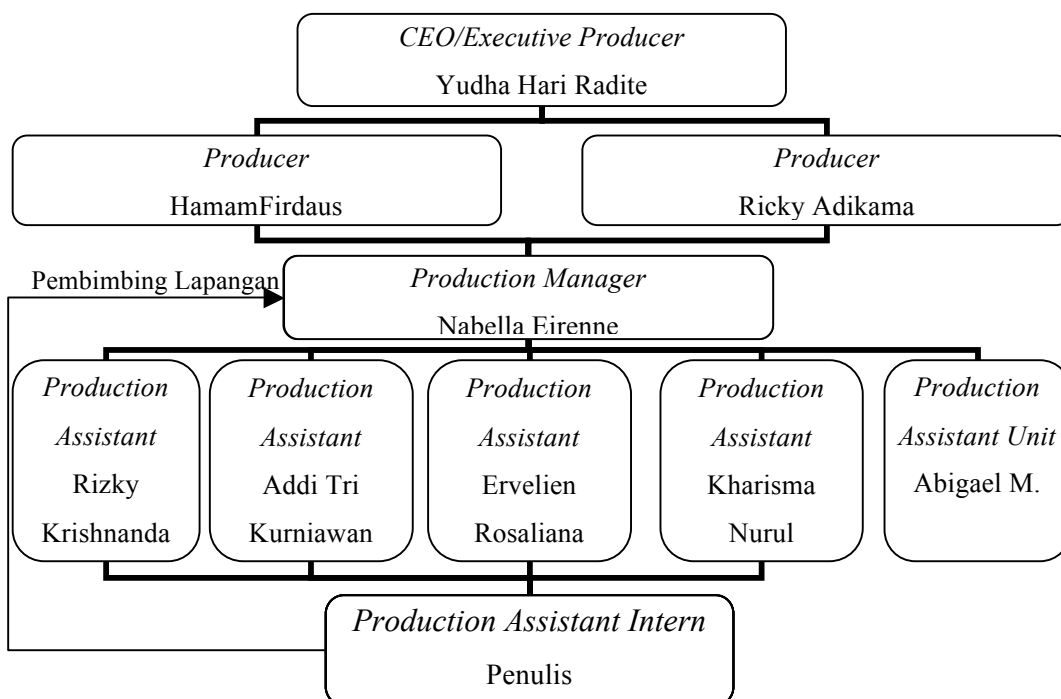 CEO/Executive Producer
Yudha Hari Radite
Producer
HamamFirdaus
Producer
Ricky Adikama
Pembimbing Lapangan
Production Manager
Nabella Eirenne
Production
Assistant
Rizky
Krishnanda
Production
Assistant
Addi Tri
Kurniawan
Production
Assistant
Ervelien
Rosaliana
Production
Assistant
Kharisma
Nurul
Production
Assistant Unit
Abigael M.
Production Assistant Intern
Penulis